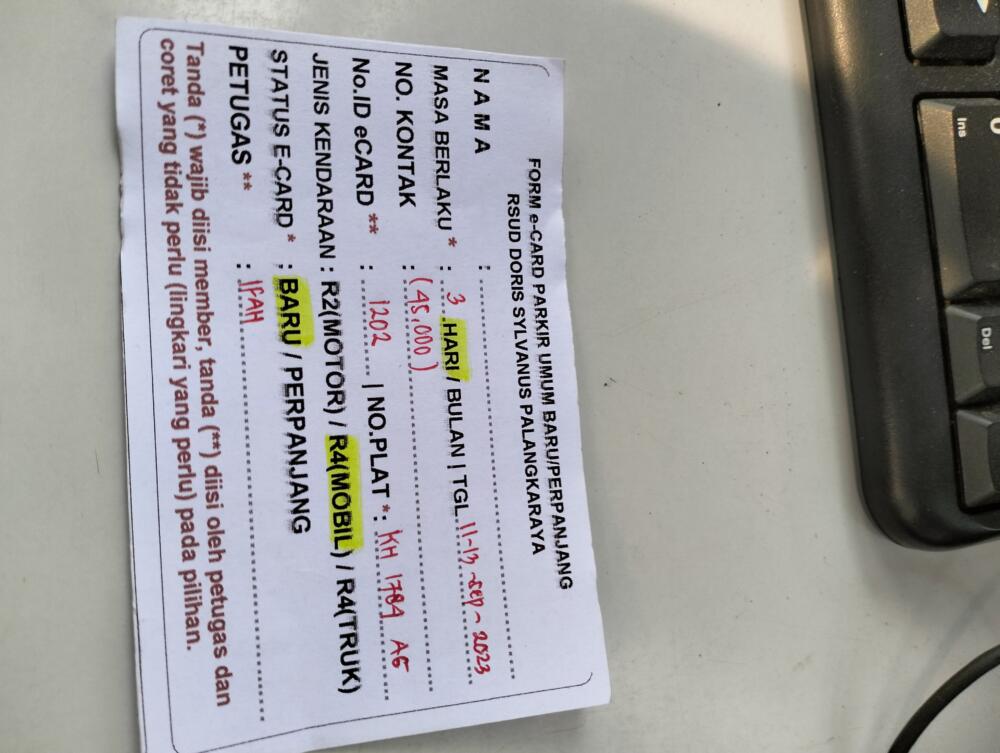 FORM e-CARD PARKIR UMUM BARU/PERPANJANG
RSUD DORIS SYLVANUS PALANGKARAYA
N A M A :
MASA BERLAKU * : 3 HARI / BULAN | TGL. 11-13-sep-2023
NO. KONTAK : (45.000)
No.ID eCARD ** : 1202 | NO.PLAT * : KH 1784 AG
JENIS KENDARAAN : R2(MOTOR) / R4(MOBIL) / R4(TRUK)
STATUS E-CARD * : BARU / PERPANJANG
PETUGAS ** : IFAH
Tanda (*) wajib diisi member, tanda (**) diisi oleh petugas dan
coret yang tidak perlu (lingkari yang perlu) pada pilihan.
Ins
Del